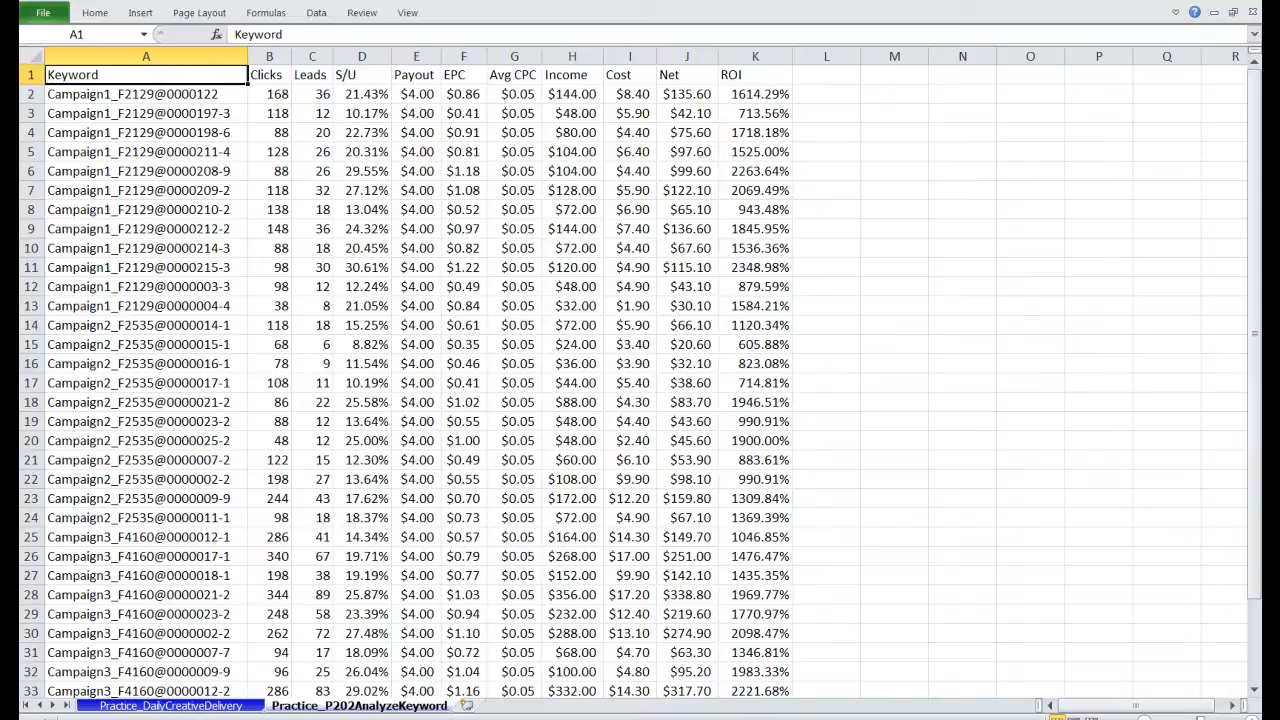 File Home Insert Page Layout Formulas Data Review View
A1 Keyword
A B C D E F G H I J K L M N O P Q R
1 Keyword Clicks Leads S/U Payout EPC Avg CPC Income Cost Net ROI
2 Campaign1_F2129@0000122 168 36 21.43% $4.00 $0.86 $0.05 $144.00 $8.40 $135.60 1614.29%
3 Campaign1_F2129@0000197-3 118 12 10.17% $4.00 $0.41 $0.05 $48.00 $5.90 $42.10 713.56%
4 Campaign1_F2129@0000198-6 88 20 22.73% $4.00 $0.91 $0.05 $80.00 $4.40 $75.60 1718.18%
5 Campaign1_F2129@0000211-4 128 26 20.31% $4.00 $0.81 $0.05 $104.00 $6.40 $97.60 1525.00%
6 Campaign1_F2129@0000208-9 88 26 29.55% $4.00 $1.18 $0.05 $104.00 $4.40 $99.60 2263.64%
7 Campaign1_F2129@0000209-2 118 32 27.12% $4.00 $1.08 $0.05 $128.00 $5.90 $122.10 2069.49%
8 Campaign1_F2129@0000210-2 138 18 13.04% $4.00 $0.52 $0.05 $72.00 $6.90 $65.10 943.48%
9 Campaign1_F2129@0000212-2 148 36 24.32% $4.00 $0.97 $0.05 $144.00 $7.40 $136.60 1845.95%
10 Campaign1_F2129@0000214-3 88 18 20.45% $4.00 $0.82 $0.05 $72.00 $4.40 $67.60 1536.36%
11 Campaign1_F2129@0000215-3 98 30 30.61% $4.00 $1.22 $0.05 $120.00 $4.90 $115.10 2348.98%
12 Campaign1_F2129@0000003-3 98 12 12.24% $4.00 $0.49 $0.05 $48.00 $4.90 $43.10 879.59%
13 Campaign1_F2129@0000004-4 38 8 21.05% $4.00 $0.84 $0.05 $32.00 $1.90 $30.10 1584.21%
14 Campaign2_F2535@0000014-1 118 18 15.25% $4.00 $0.61 $0.05 $72.00 $5.90 $66.10 1120.34%
15 Campaign2_F2535@0000015-1 68 6 8.82% $4.00 $0.35 $0.05 $24.00 $3.40 $20.60 605.88%
16 Campaign2_F2535@0000016-1 78 9 11.54% $4.00 $0.46 $0.05 $36.00 $3.90 $32.10 823.08%
17 Campaign2_F2535@0000017-1 108 11 10.19% $4.00 $0.41 $0.05 $44.00 $5.40 $38.60 714.81%
18 Campaign2_F2535@0000021-2 86 22 25.58% $4.00 $1.02 $0.05 $88.00 $4.30 $83.70 1946.51%
19 Campaign2_F2535@0000023-2 88 12 13.64% $4.00 $0.55 $0.05 $48.00 $4.40 $43.60 990.91%
20 Campaign2_F2535@0000025-2 48 12 25.00% $4.00 $1.00 $0.05 $48.00 $2.40 $45.60 1900.00%
21 Campaign2_F2535@0000007-2 122 15 12.30% $4.00 $0.49 $0.05 $60.00 $6.10 $53.90 883.61%
22 Campaign2_F2535@0000002-2 198 27 13.64% $4.00 $0.55 $0.05 $108.00 $9.90 $98.10 990.91%
23 Campaign2_F2535@0000009-9 244 43 17.62% $4.00 $0.70 $0.05 $172.00 $12.20 $159.80 1309.84%
24 Campaign2_F2535@0000011-1 98 18 18.37% $4.00 $0.73 $0.05 $72.00 $4.90 $67.10 1369.39%
25 Campaign3_F4160@0000012-1 286 41 14.34% $4.00 $0.57 $0.05 $164.00 $14.30 $149.70 1046.85%
26 Campaign3_F4160@0000017-1 340 67 19.71% $4.00 $0.79 $0.05 $268.00 $17.00 $251.00 1476.47%
27 Campaign3_F4160@0000018-1 198 38 19.19% $4.00 $0.77 $0.05 $152.00 $9.90 $142.10 1435.35%
28 Campaign3_F4160@0000021-2 344 89 25.87% $4.00 $1.03 $0.05 $356.00 $17.20 $338.80 1969.77%
29 Campaign3_F4160@0000023-2 248 58 23.39% $4.00 $0.94 $0.05 $232.00 $12.40 $219.60 1770.97%
30 Campaign3_F4160@0000002-2 262 72 27.48% $4.00 $1.10 $0.05 $288.00 $13.10 $274.90 2098.47%
31 Campaign3_F4160@0000007-7 94 17 18.09% $4.00 $0.72 $0.05 $68.00 $4.70 $63.30 1346.81%
32 Campaign3_F4160@0000009-9 96 25 26.04% $4.00 $1.04 $0.05 $100.00 $4.80 $95.20 1983.33%
33 Campaign3_F4160@0000012-2 286 83 29.02% $4.00 $1.16 $0.05 $332.00 $14.30 $317.70 2221.68%
Practice_DailyCreativeDelivery Practice_P202AnalyzeKeyword